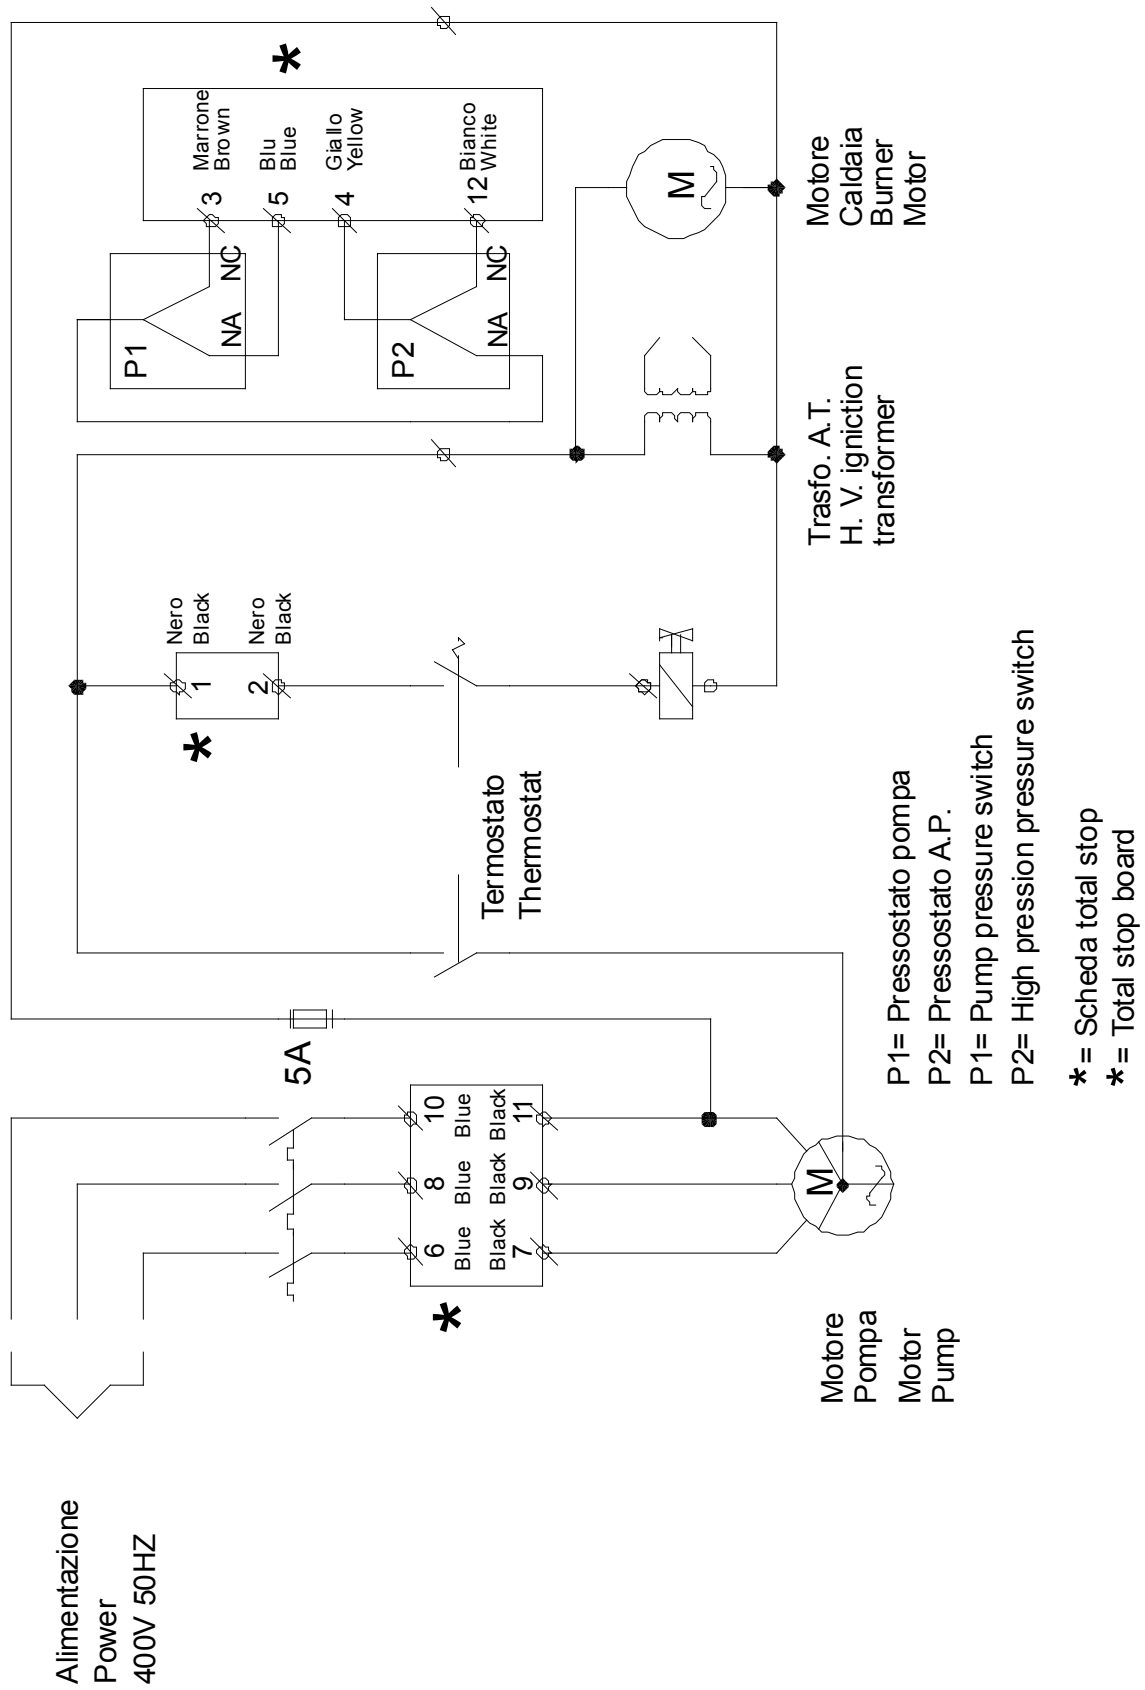 Alimentazione
Power
400V 50HZ
Motore
Pompa
Motor
Pump
M
*
6
8
10
Blue
Blue
Blue
Black
Black
Black
7
9
11
5A
Termostato
Thermostat
*
1
2
Nero
Black
Nero
Black
P1
NA
NC
P2
NA
NC
3
5
4
12
Marrone
Brown
Blu
Blue
Giallo
Yellow
Bianco
White
*
Trasfo. A.T.
H. V. igniction
transformer
M
Motore
Caldaia
Burner
Motor
P1= Pressostato pompa
P2= Pressostato A.P.
P1= Pump pressure switch
P2= High pression pressure switch
*= Scheda total stop
*= Total stop board